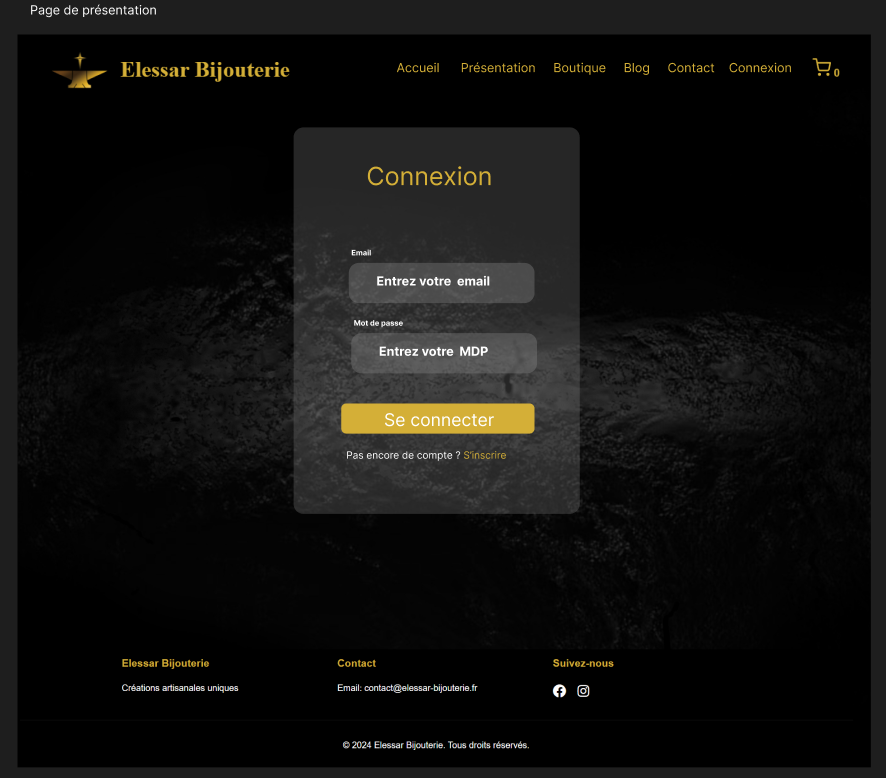 Page de présentation
Elessar Bijouterie
Accueil Présentation Boutique Blog Contact Connexion 0
Connexion
Email
Entrez votre email
Mot de passe
Entrez votre MDP
Se connecter
Pas encore de compte ? S'inscrire
Elessar Bijouterie Contact Suivez-nous
Créations artisanales uniques Email: contact@elessar-bijouterie.fr
© 2024 Elessar Bijouterie. Tous droits réservés.